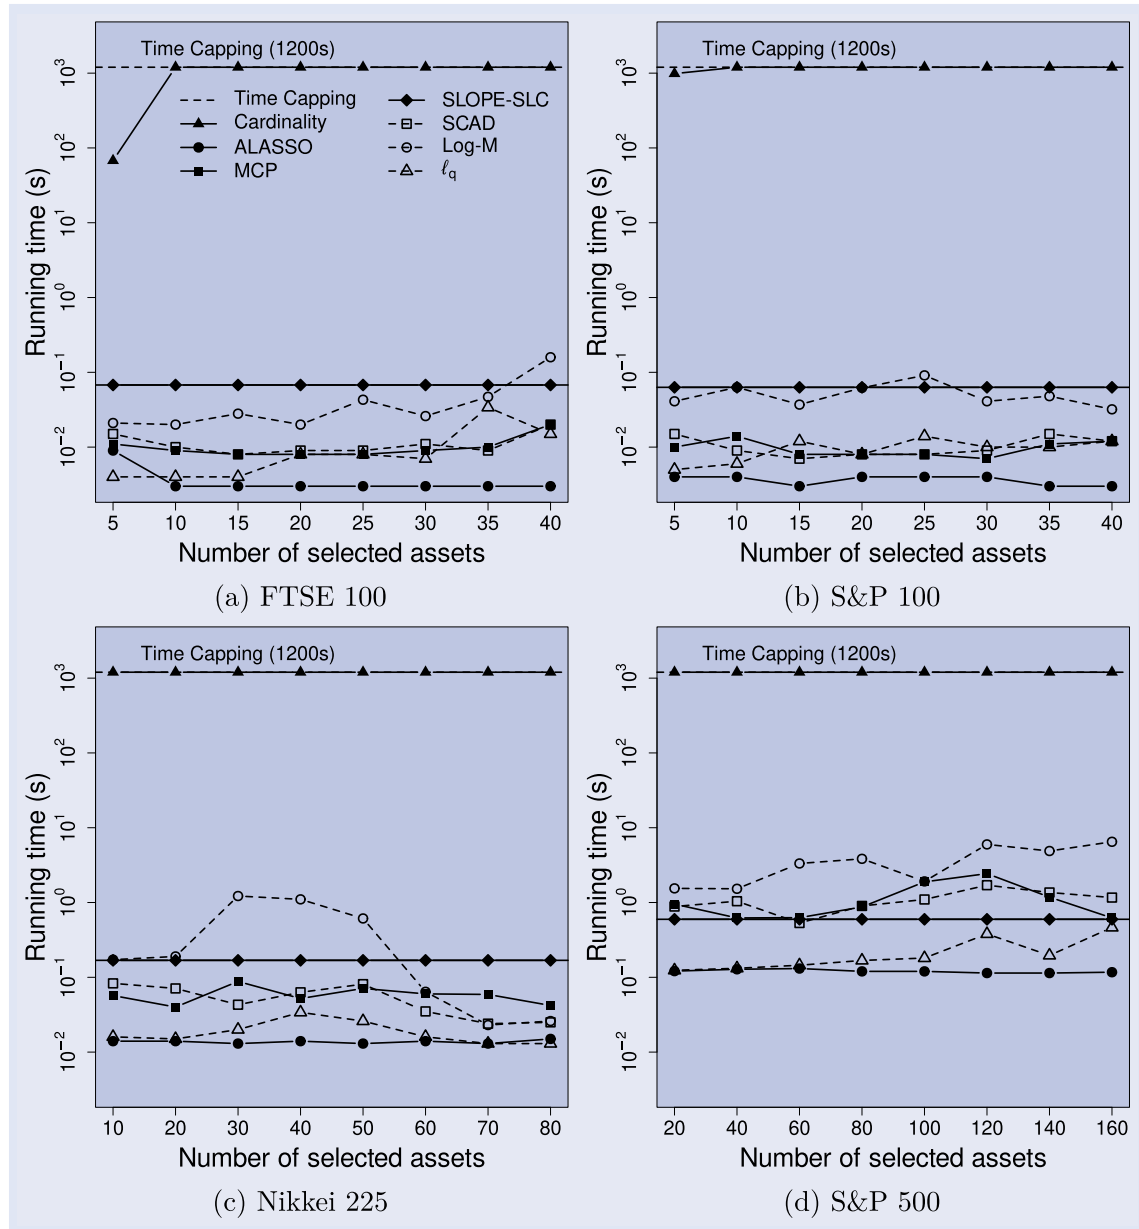 Time Capping (1200s)
Time Capping
Cardinality
ALASSO
MCP
SLOPE-SLC
SCAD
Log-M
ℓq
Running time (s)
10³
10²
10¹
10⁰
10⁻¹
10⁻²
5 10 15 20 25 30 35 40
Number of selected assets
(a) FTSE 100
Time Capping (1200s)
Running time (s)
10³
10²
10¹
10⁰
10⁻¹
10⁻²
5 10 15 20 25 30 35 40
Number of selected assets
(b) S&P 100
Time Capping (1200s)
Running time (s)
10³
10²
10¹
10⁰
10⁻¹
10⁻²
10 20 30 40 50 60 70 80
Number of selected assets
(c) Nikkei 225
Time Capping (1200s)
Running time (s)
10³
10²
10¹
10⁰
10⁻¹
10⁻²
20 40 60 80 100 120 140 160
Number of selected assets
(d) S&P 500